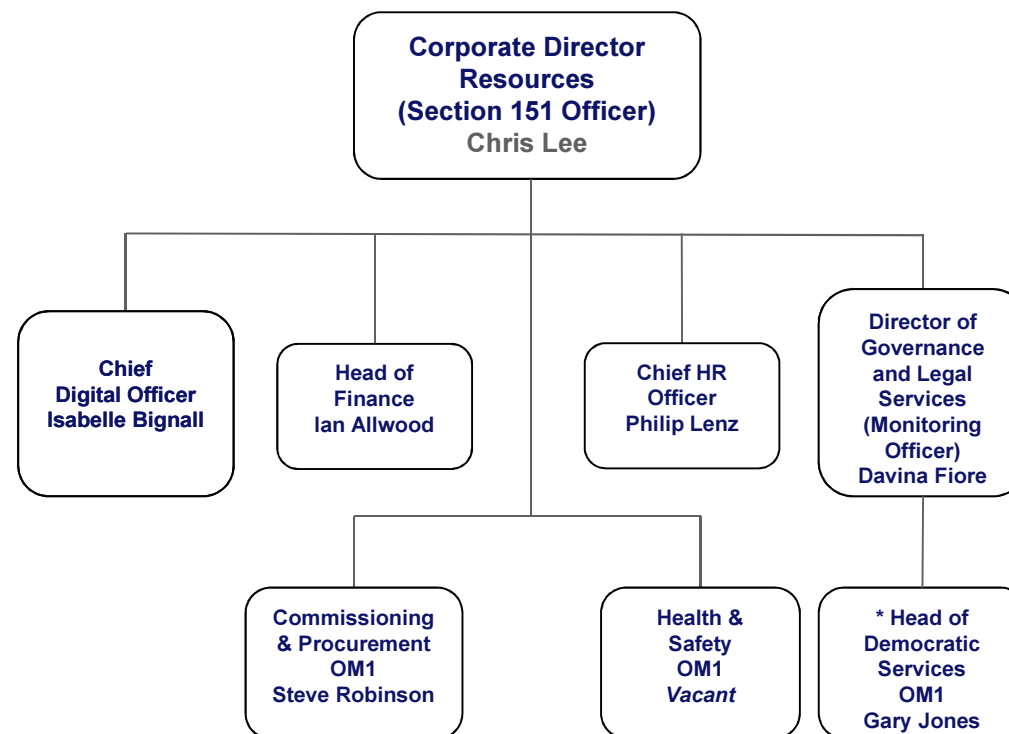 Corporate Director
Resources
(Section 151 Officer)
Chris Lee
Chief
Digital Officer
Isabelle Bignall
Head of
Finance
Ian Allwood
Chief HR
Officer
Philip Lenz
Director of
Governance
and Legal
Services
(Monitoring
Officer)
Davina Fiore
Commissioning
& Procurement
OM1
Steve Robinson
Health &
Safety
OM1
Vacant
* Head of
Democratic
Services
OM1
Gary Jones